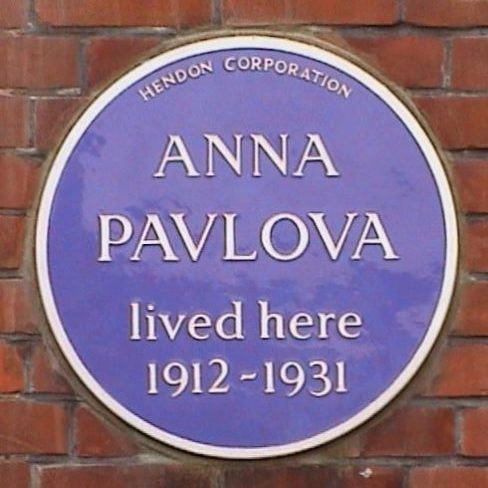 HENDON CORPORATION
ANNA
PAVLOVA
lived here
1912-1931